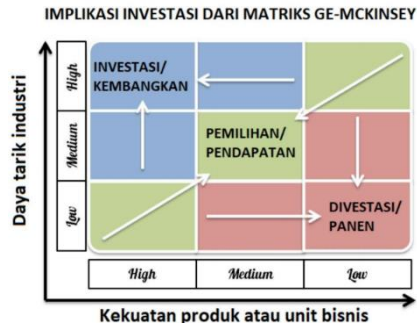 IMPLIKASI INVESTASI DARI MATRIKS GE-MCKINSEY
Daya tarik industri
High
Medium
Low
INVESTASI/
KEMBANGKAN
PEMILIHAN/
PENDAPATAN
DIVESTASI/
PANEN
High
Medium
Low
Kekuatan produk atau unit bisnis